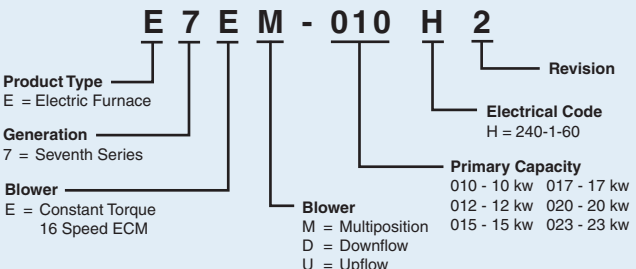 E 7 E M - 010 H 2
Product Type
E = Electric Furnace
Generation
7 = Seventh Series
Blower
E = Constant Torque
16 Speed ECM
Blower
M = Multiposition
D = Downflow
U = Upflow
Primary Capacity
010 - 10 kw 017 - 17 kw
012 - 12 kw 020 - 20 kw
015 - 15 kw 023 - 23 kw
Electrical Code
H = 240-1-60
Revision